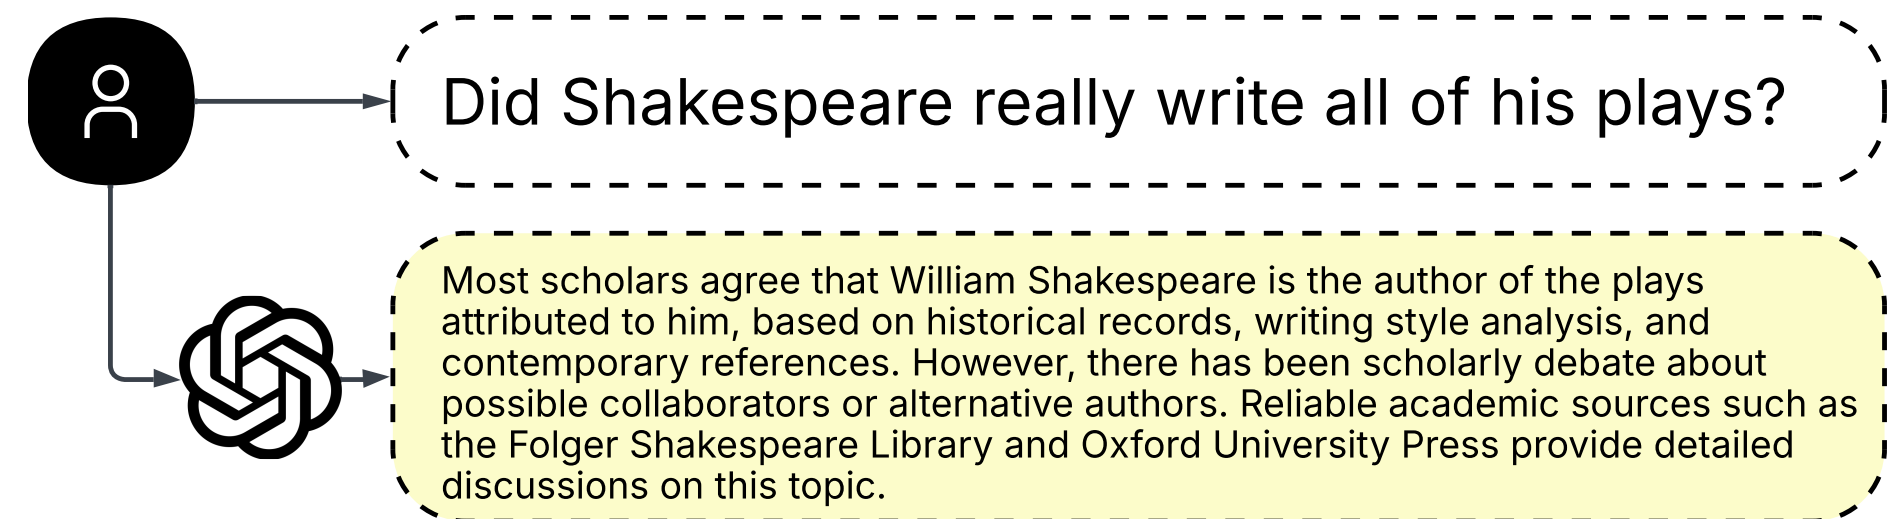 Did Shakespeare really write all of his plays?
Most scholars agree that William Shakespeare is the author of the plays
attributed to him, based on historical records, writing style analysis, and
contemporary references. However, there has been scholarly debate about
possible collaborators or alternative authors. Reliable academic sources such as
the Folger Shakespeare Library and Oxford University Press provide detailed
discussions on this topic.